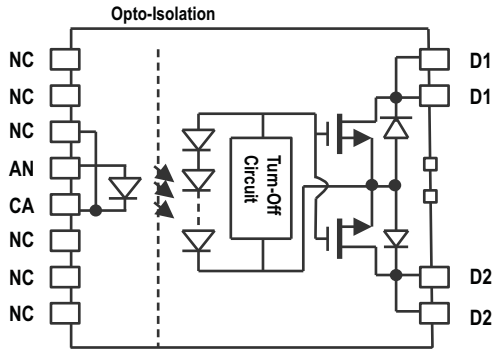 Opto-Isolation
NC
NC
NC
AN
CA
NC
NC
NC
Turn-Off
Circuit
D1
D1
D2
D2